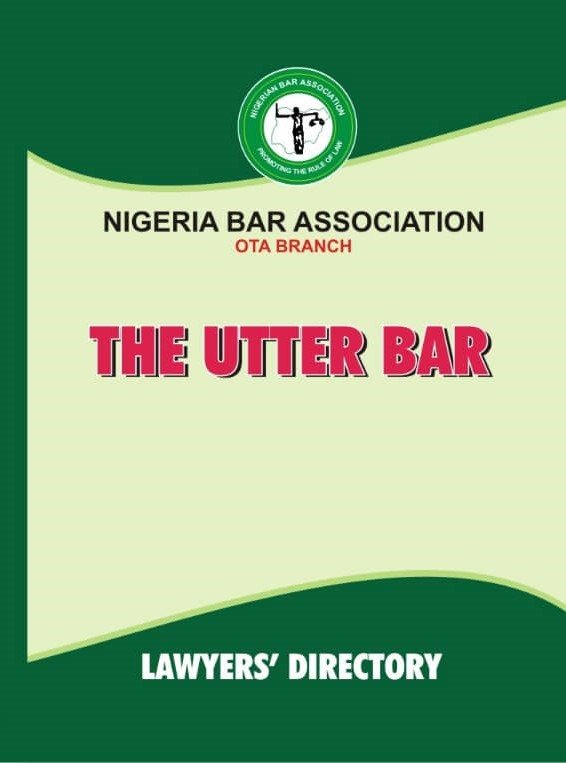 NIGERIAN BAR ASSOCIATION
PROMOTING THE RULE OF LAW
NIGERIA BAR ASSOCIATION
OTA BRANCH
THE UTTER BAR
LAWYERS' DIRECTORY